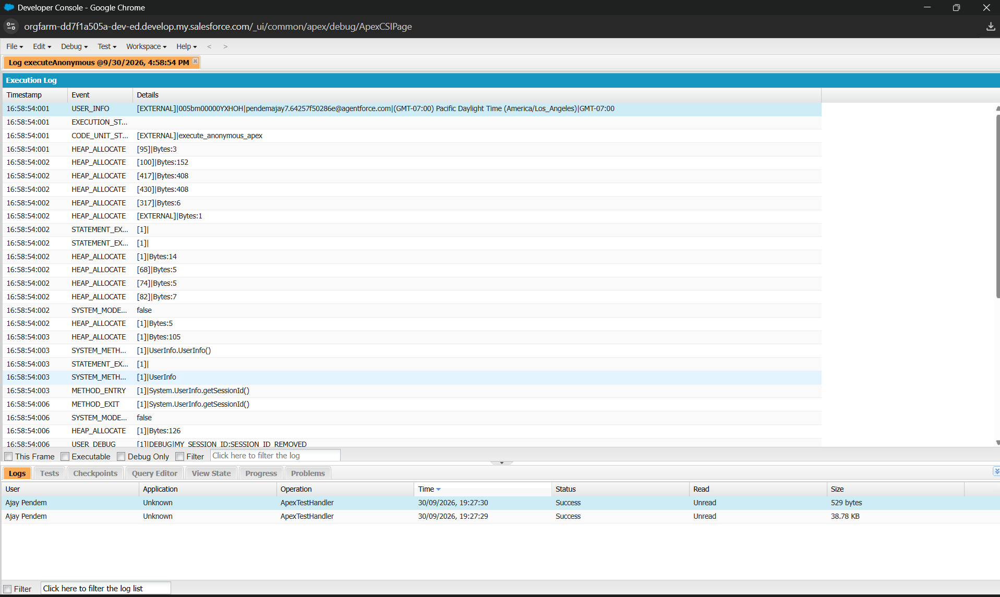 Developer Console - Google Chrome
orgfarm-dd7f1a505a-dev-ed.develop.my.salesforce.com/_ui/common/apex/debug/ApexCSIPage
File Edit Debug Test Workspace Help < >
Log executeAnonymous @9/30/2026, 4:58:54 PM
Execution Log
Timestamp Event Details
16:58:54:001 USER_INFO [EXTERNAL]|005bm00000YXHOH|pendemajay7.64257f50286e@agentforce.com|(GMT-07:00) Pacific Daylight Time (America/Los_Angeles)|GMT-07:00
16:58:54:001 EXECUTION_ST...
16:58:54:001 CODE_UNIT_ST... [EXTERNAL]|execute_anonymous_apex
16:58:54:001 HEAP_ALLOCATE [95]|Bytes:3
16:58:54:002 HEAP_ALLOCATE [100]|Bytes:152
16:58:54:002 HEAP_ALLOCATE [417]|Bytes:408
16:58:54:002 HEAP_ALLOCATE [430]|Bytes:408
16:58:54:002 HEAP_ALLOCATE [317]|Bytes:6
16:58:54:002 HEAP_ALLOCATE [EXTERNAL]|Bytes:1
16:58:54:002 STATEMENT_EX... [1]|
16:58:54:002 STATEMENT_EX... [1]|
16:58:54:002 HEAP_ALLOCATE [1]|Bytes:14
16:58:54:002 HEAP_ALLOCATE [68]|Bytes:5
16:58:54:002 HEAP_ALLOCATE [74]|Bytes:5
16:58:54:002 HEAP_ALLOCATE [82]|Bytes:7
16:58:54:002 SYSTEM_MODE... false
16:58:54:002 HEAP_ALLOCATE [1]|Bytes:5
16:58:54:003 HEAP_ALLOCATE [1]|Bytes:105
16:58:54:003 SYSTEM_METH... [1]|UserInfo.UserInfo()
16:58:54:003 STATEMENT_EX... [1]|
16:58:54:003 SYSTEM_METH... [1]|UserInfo
16:58:54:003 METHOD_ENTRY [1]|System.UserInfo.getSessionId()
16:58:54:006 METHOD_EXIT [1]|System.UserInfo.getSessionId()
16:58:54:006 SYSTEM_MODE... false
16:58:54:006 HEAP_ALLOCATE [1]|Bytes:126
16:58:54:006 USER_DEBUG [1]|DEBUG|MY_SESSION_ID:SESSION_ID_REMOVED
This Frame Executable Debug Only Filter Click here to filter the log
Logs Tests Checkpoints Query Editor View State Progress Problems
User Application Operation Time Status Read Size
Ajay Pendem Unknown ApexTestHandler 30/09/2026, 19:27:30 Success Unread 529 bytes
Ajay Pendem Unknown ApexTestHandler 30/09/2026, 19:27:29 Success Unread 38.78 KB
Filter Click here to filter the log list